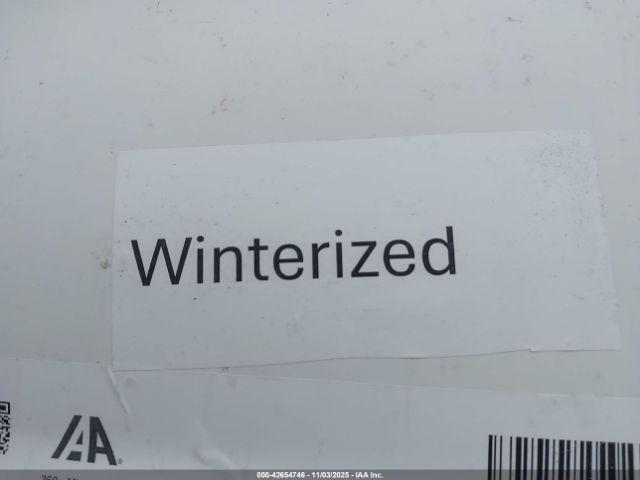 Winterized
IAA.
000-42654746 - 11/03/2025 - IAA Inc.